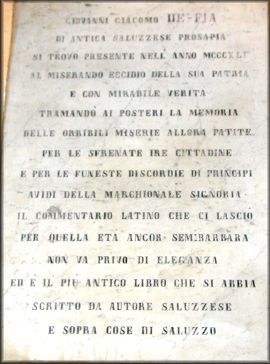 GIOVANNI GIACOMO DE-FIA
DI ANTICA SALUZZESE PROSAPIA
SI TROVO PRESENTE NELL'ANNO MCCCXLI
AL MISERANDO ECCIDIO DELLA SUA PATRIA
E CON MIRABILE VERITA
TRAMANDO AI POSTERI LA MEMORIA
DELLE ORRIBILI MISERIE ALLORA PATITE
PER LE SFRENATE IRE CITTADINE
E PER LE FUNESTE DISCORDIE DI PRINCIPI
AVIDI DELLA MARCHIONALE SIGNORIA
IL COMMENTARIO LATINO CHE CI LASCIO
PER QUELLA ETA ANCOR SEMIBARBARA
NON VA PRIVO DI ELEGANZA
ED È IL PIU ANTICO LIBRO CHE SI ABBIA
SCRITTO DA AUTORE SALUZZESE
E SOPRA COSE DI SALUZZO